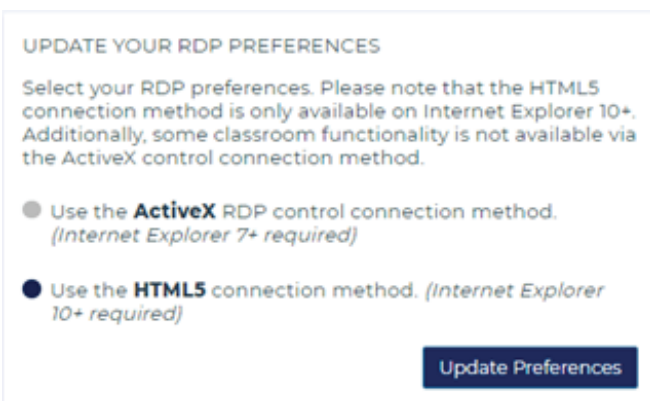 UPDATE YOUR RDP PREFERENCES
Select your RDP preferences. Please note that the HTML5
connection method is only available on Internet Explorer 10+.
Additionally, some classroom functionality is not available via
the ActiveX control connection method.
Use the ActiveX RDP control connection method.
(Internet Explorer 7+ required)
Use the HTML5 connection method. (Internet Explorer
10+ required)
Update Preferences